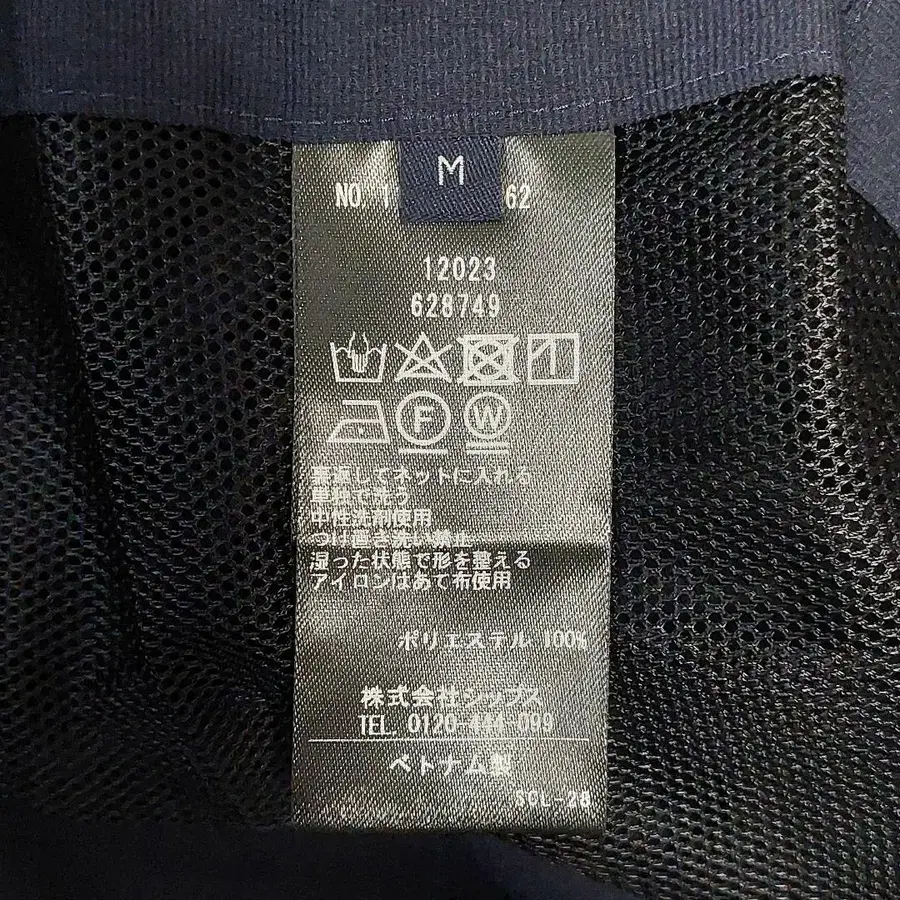 M
NO. 1 62
12023
628749
F W
裏返してネットに入れる
単独で洗う
中性洗剤使用
つけ置き洗い禁止
湿った状態で形を整える
アイロンはあて布使用
ポリエステル 100%
株式会社シップス
TEL. 0120-444-099
ベトナム製
SGL-28